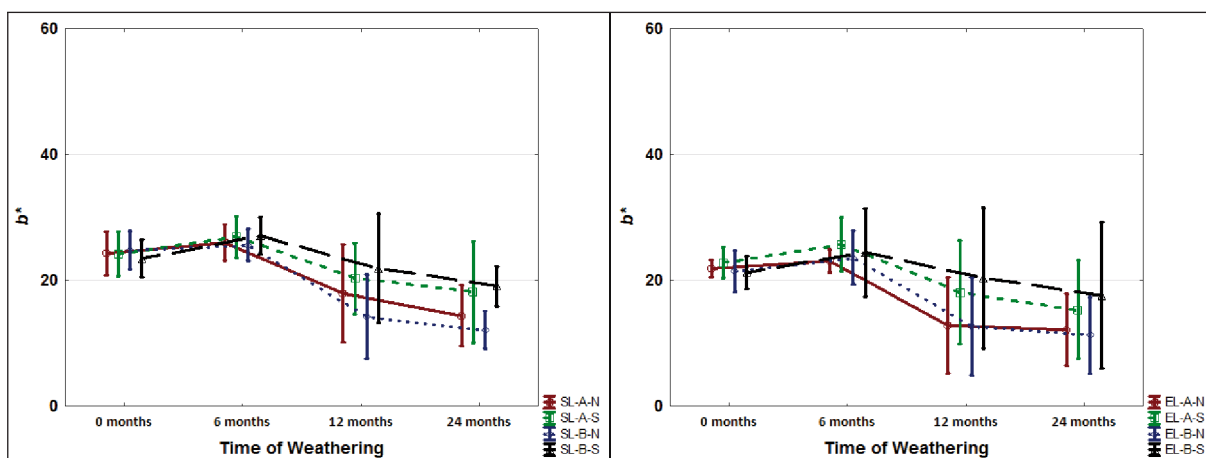 60
40
20
0
b*
0 months 6 months 12 months 24 months
Time of Weathering
SL-A-N
SL-A-S
SL-B-N
SL-B-S
60
40
20
0
b*
0 months 6 months 12 months 24 months
Time of Weathering
EL-A-N
EL-A-S
EL-B-N
EL-B-S